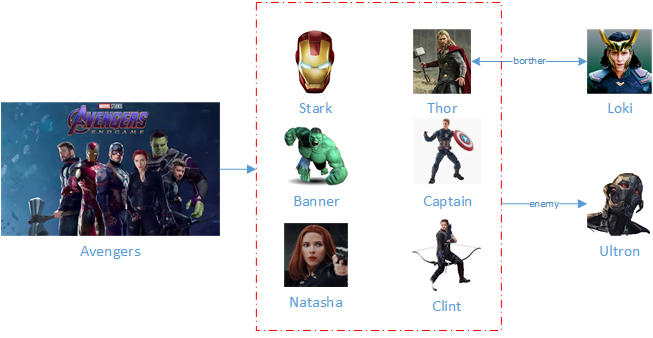 MARVEL STUDIOS
AVENGERS
ENDGAME
Avengers
Stark
Thor
borther
Loki
Banner
Captain
Natasha
Clint
enemy
Ultron